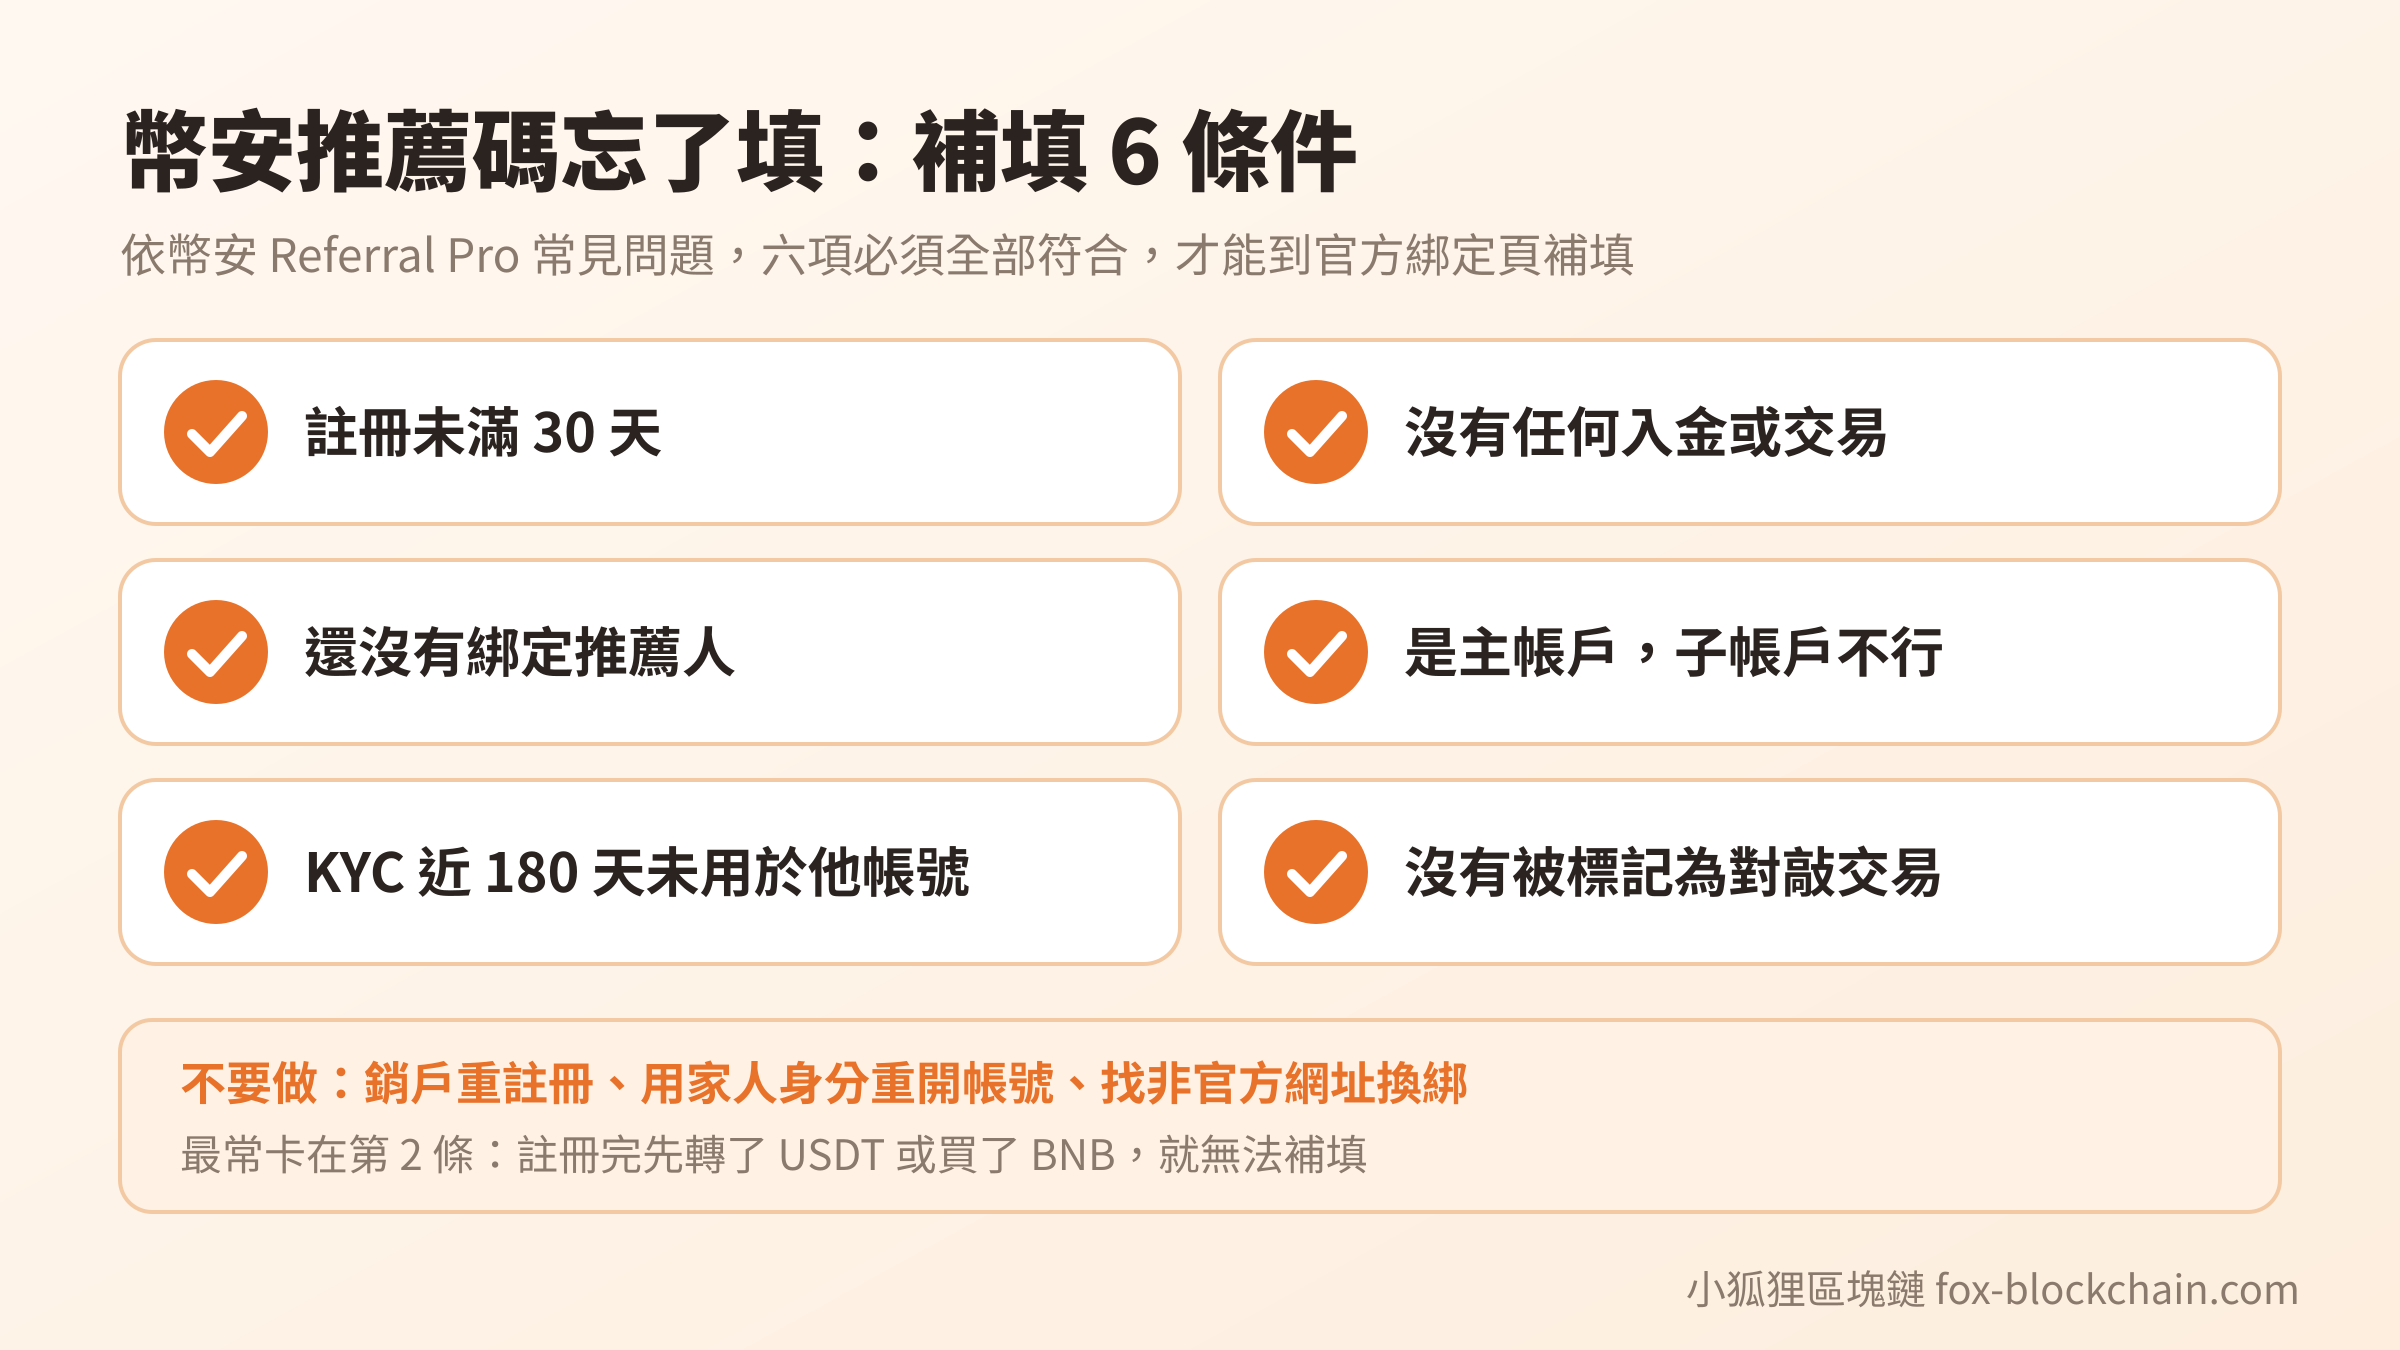 幣安推薦碼忘了填：補填 6 條件
依幣安 Referral Pro 常見問題，六項必須全部符合，才能到官方綁定頁補填
註冊未滿 30 天
沒有任何入金或交易
還沒有綁定推薦人
是主帳戶，子帳戶不行
KYC 近 180 天未用於他帳號
沒有被標記為對敲交易
不要做：銷戶重註冊、用家人身分重開帳號、找非官方網址換綁
最常卡在第 2 條：註冊完先轉了 USDT 或買了 BNB，就無法補填
小狐狸區塊鏈 fox-blockchain.com